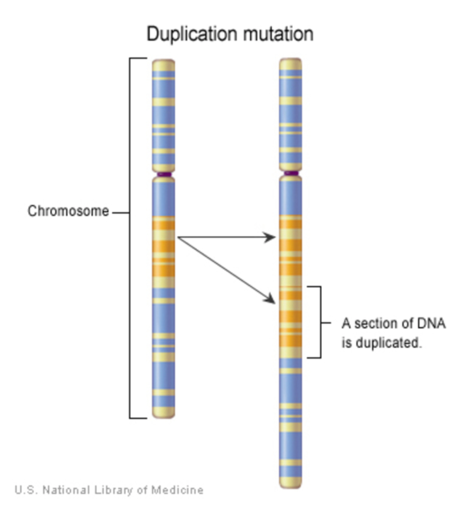 Duplication mutation
Chromosome
A section of DNA
is duplicated.
U.S. National Library of Medicine